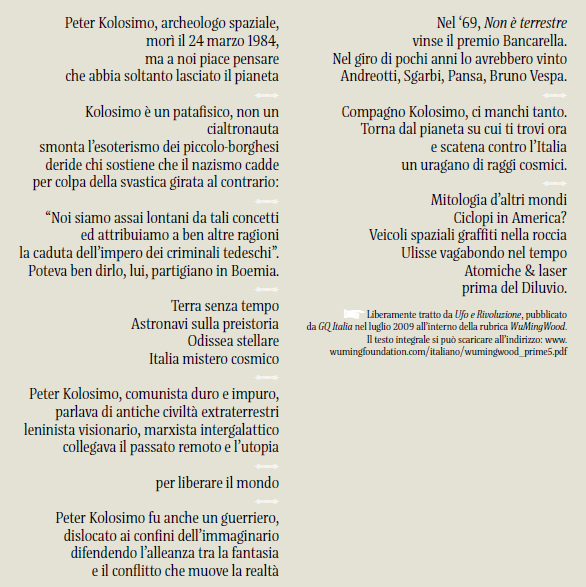 Peter Kolosimo, archeologo spaziale,
morì il 24 marzo 1984,
ma a noi piace pensare
che abbia soltanto lasciato il pianeta
Kolosimo è un patafisico, non un
cialtronauta
smonta l’esoterismo dei piccolo-borghesi
deride chi sostiene che il nazismo cadde
per colpa della svastica girata al contrario:
“Noi siamo assai lontani da tali concetti
ed attribuiamo a ben altre ragioni
la caduta dell’impero dei criminali tedeschi”.
Poteva ben dirlo, lui, partigiano in Boemia.
Terra senza tempo
Astronavi sulla preistoria
Odissea stellare
Italia mistero cosmico
Peter Kolosimo, comunista duro e impuro,
parlava di antiche civiltà extraterrestri
leninista visionario, marxista intergalattico
collegava il passato remoto e l’utopia
per liberare il mondo
Peter Kolosimo fu anche un guerriero,
dislocato ai confini dell’immaginario
difendendo l’alleanza tra la fantasia
e il conflitto che muove la realtà
Nel ‘69, Non è terrestre
vinse il premio Bancarella.
Nel giro di pochi anni lo avrebbero vinto
Andreotti, Sgarbi, Pansa, Bruno Vespa.
Compagno Kolosimo, ci manchi tanto.
Torna dal pianeta su cui ti trovi ora
e scatena contro l’Italia
un uragano di raggi cosmici.
Mitologia d’altri mondi
Ciclopi in America?
Veicoli spaziali graffiti nella roccia
Ulisse vagabondo nel tempo
Atomiche & laser
prima del Diluvio.
Liberamente tratto da Ufo e Rivoluzione, pubblicato
da GQ Italia nel luglio 2009 all’interno della rubrica WuMingWood.
Il testo integrale si può scaricare all’indirizzo: www.
wumingfoundation.com/italiano/wumingwood_prime5.pdf